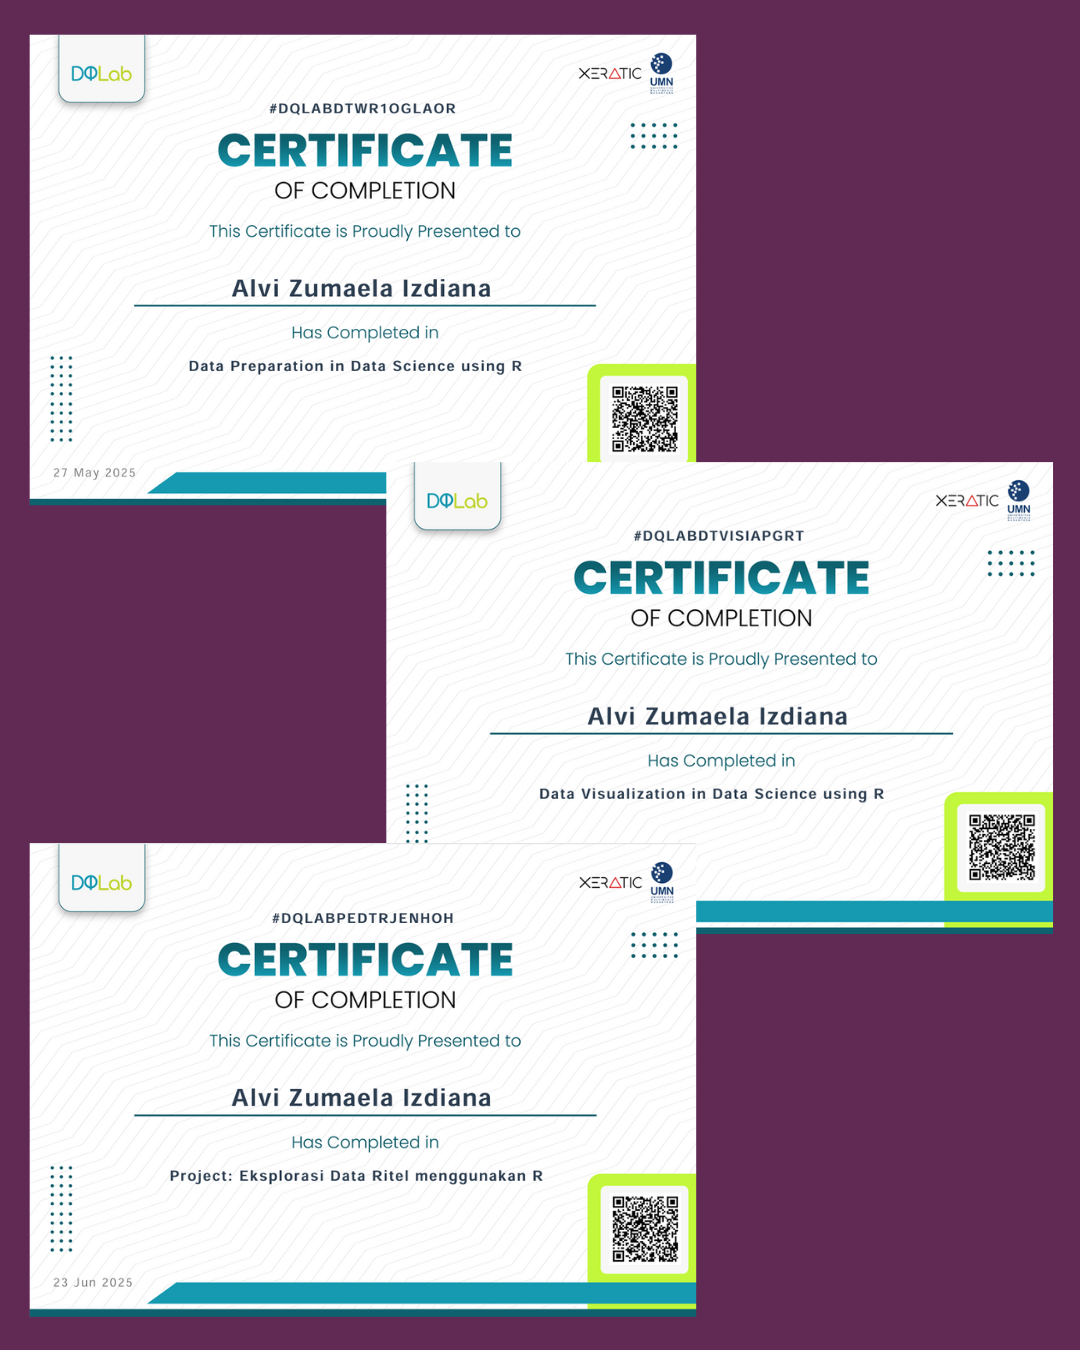 DQLab
XERATIC
UMN
#DQLABDTWR1OGLAOR
CERTIFICATE
OF COMPLETION
This Certificate is Proudly Presented to
Alvi Zumaela Izdiana
Has Completed in
Data Preparation in Data Science using R
27 May 2025
DQLab
XERATIC
UMN
#DQLABDTVISIAPGRT
CERTIFICATE
OF COMPLETION
This Certificate is Proudly Presented to
Alvi Zumaela Izdiana
Has Completed in
Data Visualization in Data Science using R
DQLab
XERATIC
UMN
#DQLABPEDTRJENHOH
CERTIFICATE
OF COMPLETION
This Certificate is Proudly Presented to
Alvi Zumaela Izdiana
Has Completed in
Project: Eksplorasi Data Ritel menggunakan R
23 Jun 2025